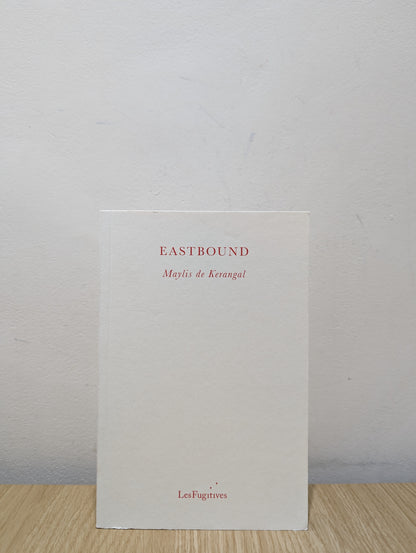 EASTBOUND
Maylis de Kerangal
LesFugitives